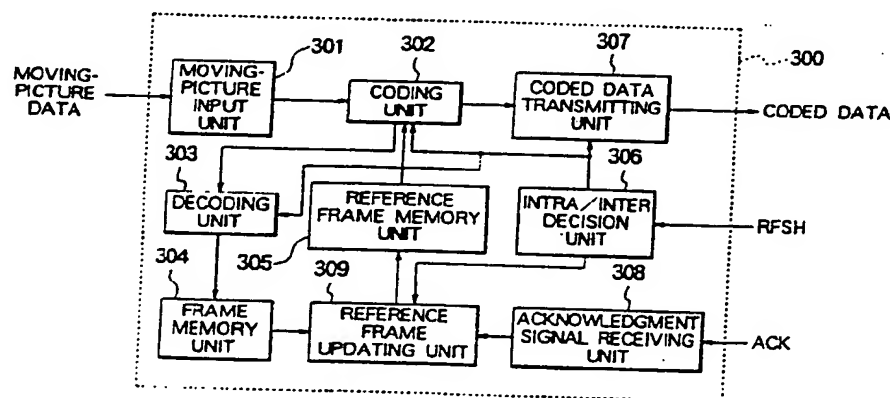 301
302
307
300
MOVING-
PICTURE
DATA
MOVING-
PICTURE
INPUT
UNIT
CODING
UNIT
CODED DATA
TRANSMITTING
UNIT
CODED DATA
303
306
DECODING
UNIT
REFERENCE
FRAME MEMORY
UNIT
INTRA/INTER
DECISION
UNIT
RFSH
304
305
309
308
FRAME
MEMORY
UNIT
REFERENCE
FRAME
UPDATING UNIT
ACKNOWLEDGMENT
SIGNAL RECEIVING
UNIT
ACK